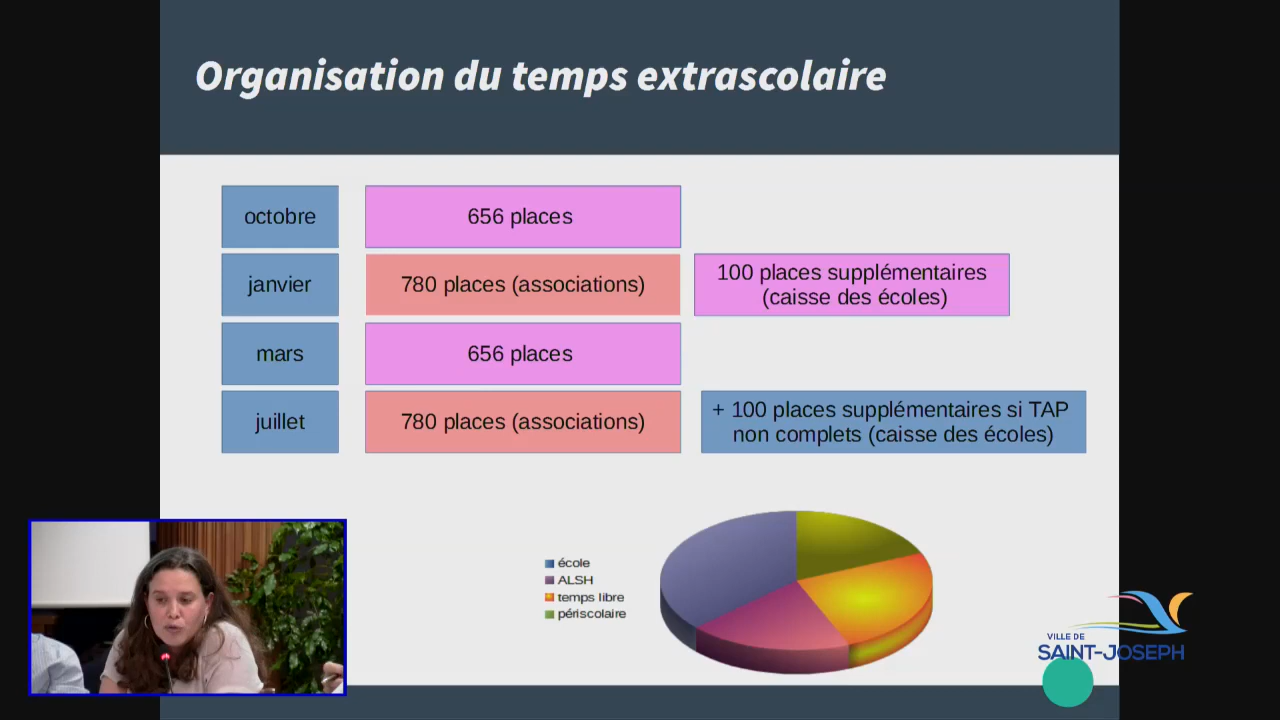 Organisation du temps extrascolaire
octobre
656 places
janvier
780 places (associations)
100 places supplémentaires
(caisse des écoles)
mars
656 places
juillet
780 places (associations)
+ 100 places supplémentaires si TAP
non complets (caisse des écoles)
école
ALSH
temps libre
périscolaire
VILLE DE
SAINT-JOSEPH